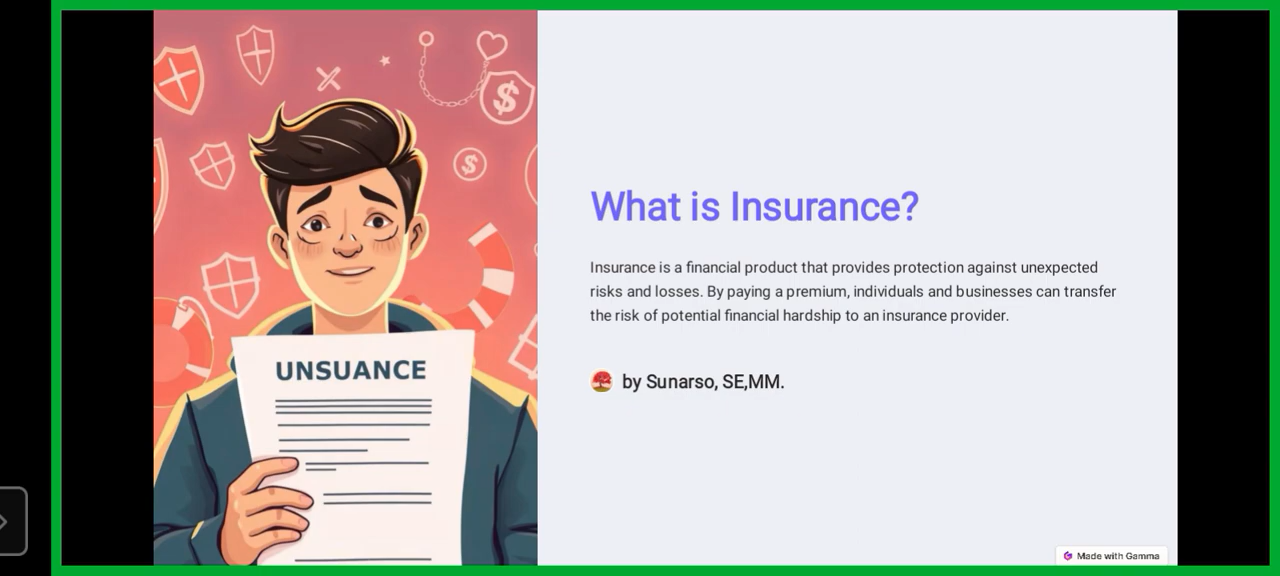 UNSUANCE
What is Insurance?
Insurance is a financial product that provides protection against unexpected
risks and losses. By paying a premium, individuals and businesses can transfer
the risk of potential financial hardship to an insurance provider.
by Sunarso, SE,MM.
Made with Gamma